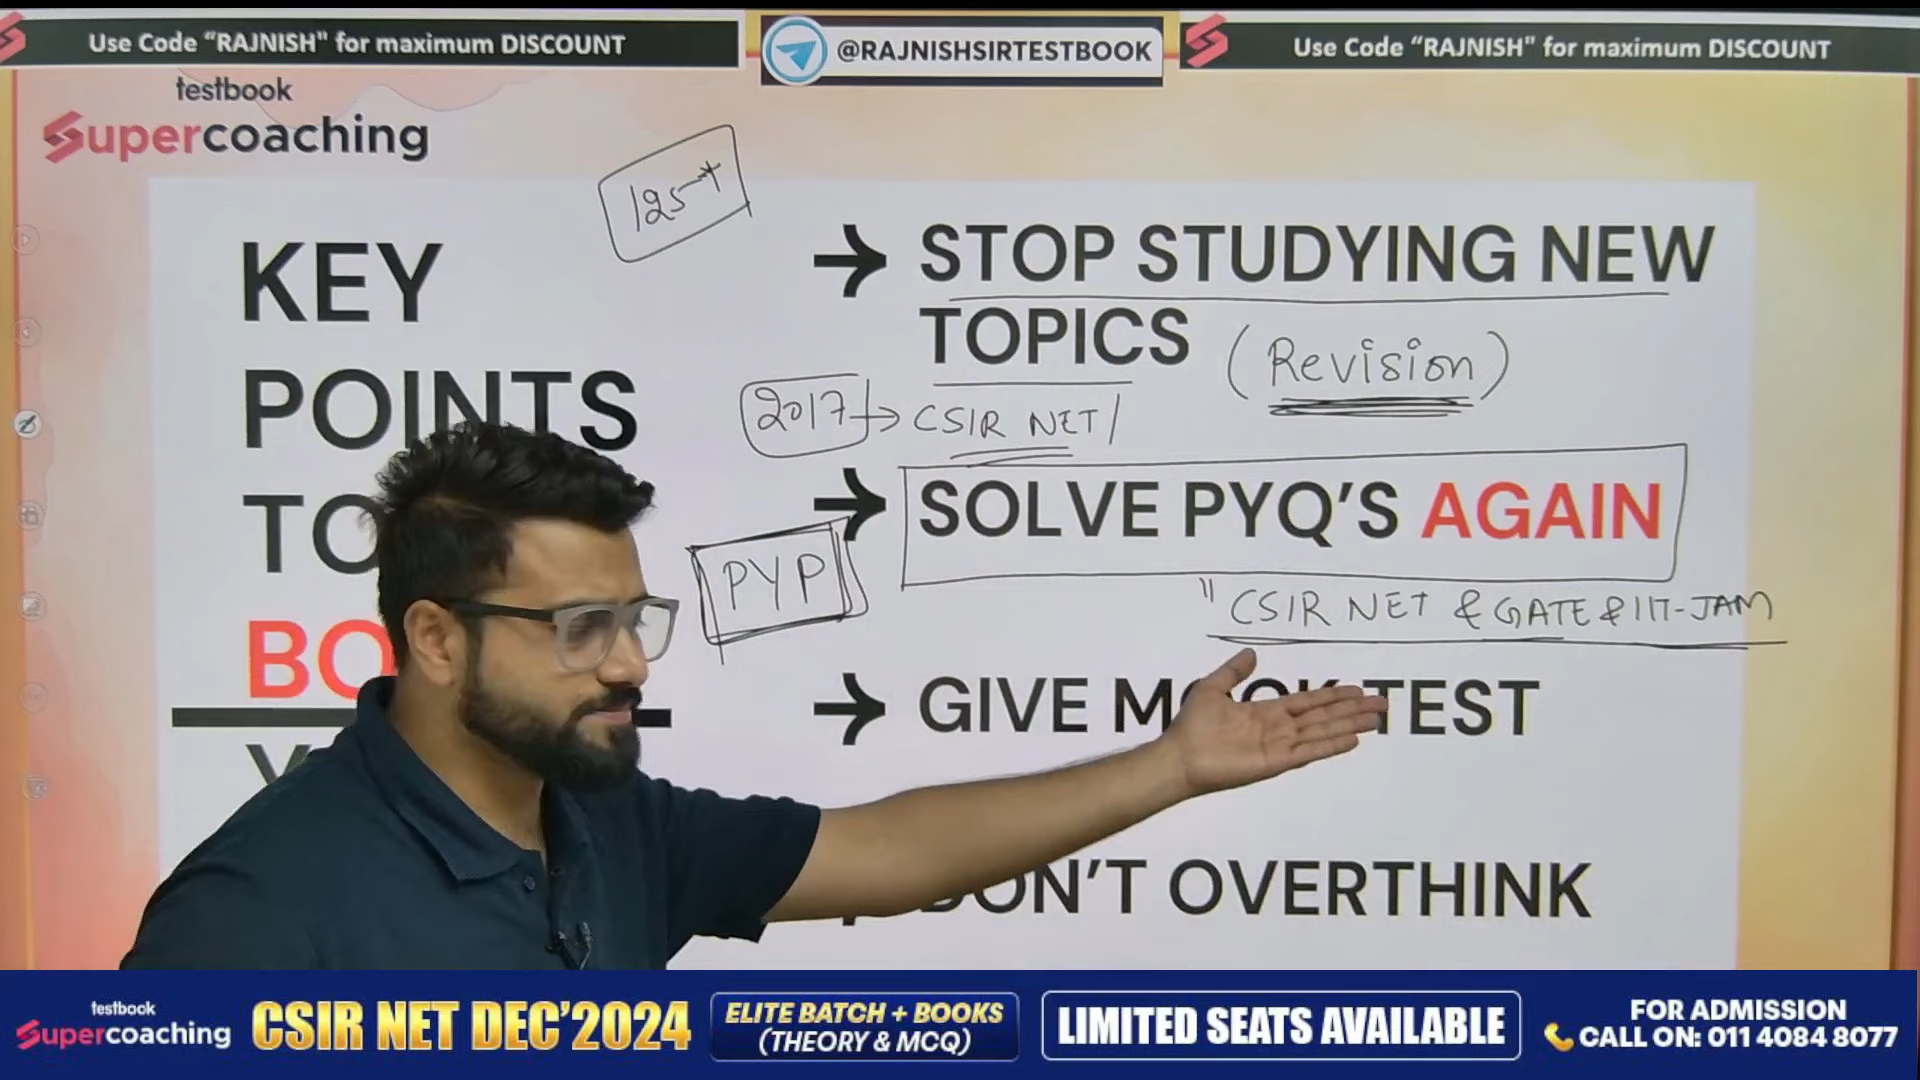 Use Code “RAJNISH" for maximum DISCOUNT
@RAJNISHSIRTESTBOOK
Use Code “RAJNISH" for maximum DISCOUNT
testbook
Supercoaching
KEY
POINTS
TO
BO
125
→ STOP STUDYING NEW
TOPICS
(Revision)
2017 → CSIR NET/
→ SOLVE PYQ'S AGAIN
PYP
" CSIR NET & GATE & IIT-JAM
→ GIVE MOCK TEST
DON'T OVERTHINK
testbook
Supercoaching
CSIR NET DEC'2024
ELITE BATCH + BOOKS
(THEORY & MCQ)
LIMITED SEATS AVAILABLE
FOR ADMISSION
CALL ON: 011 4084 8077